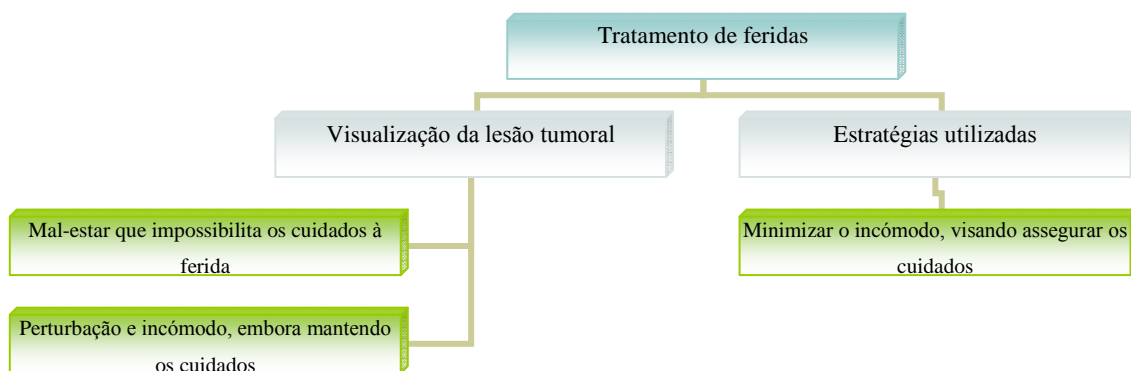 Tratamento de feridas
Visualização da lesão tumoral
Estratégias utilizadas
Mal-estar que impossibilita os cuidados à
ferida
Minimizar o incómodo, visando assegurar os
cuidados
Perturbação e incómodo, embora mantendo
os cuidados